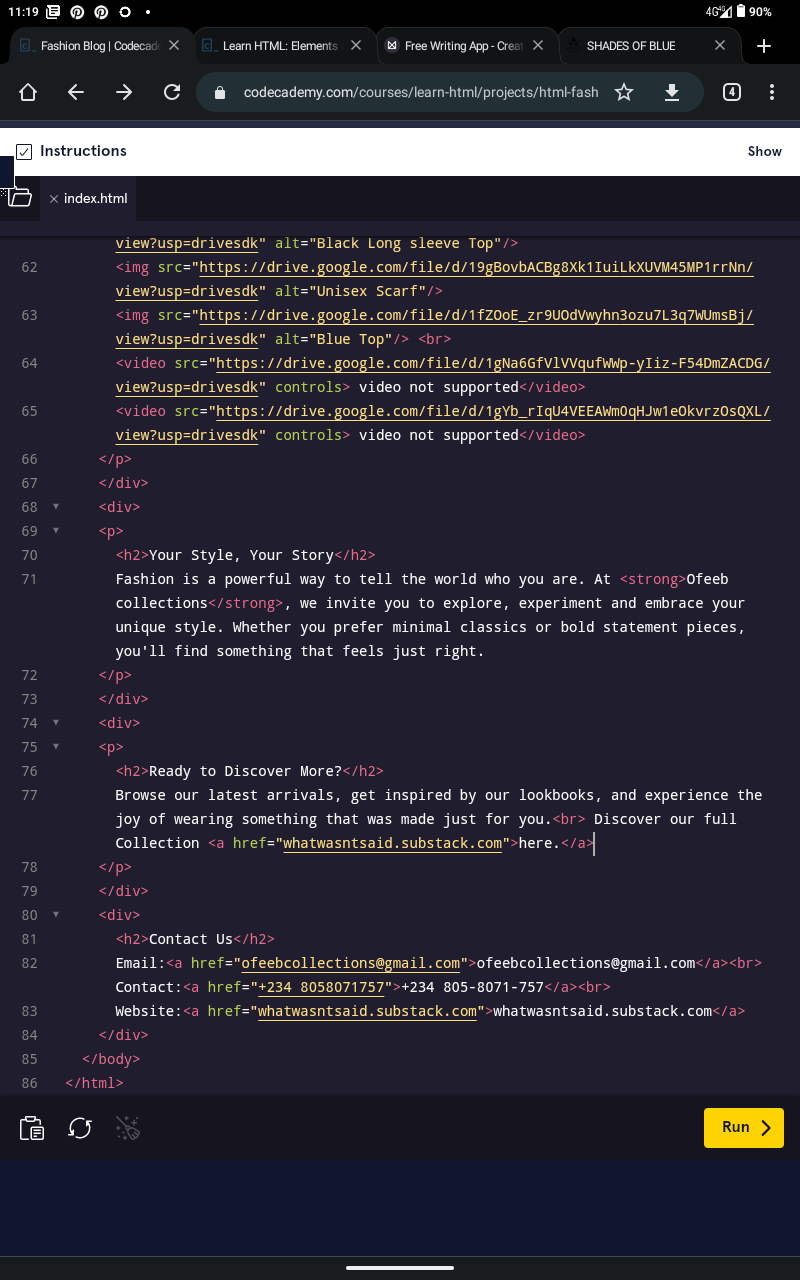 11:19 4G 90%
Fashion Blog | Codecade
Learn HTML: Elements
Free Writing App - Creat
SHADES OF BLUE
codecademy.com/courses/learn-html/projects/html-fash 4
Instructions Show
index.html
view?usp=drivesdk" alt="Black Long sleeve Top"/>
62 <img src="https://drive.google.com/file/d/19gBovbACBg8Xk1IuiLkXUVM45MP1rrNn/
view?usp=drivesdk" alt="Unisex Scarf"/>
63 <img src="https://drive.google.com/file/d/1fZOoE_zr9UOdVwyhn3ozu7L3q7WUmsBj/
view?usp=drivesdk" alt="Blue Top"/> <br>
64 <video src="https://drive.google.com/file/d/1gNa6GfVlVVqufWWp-yIiz-F54DmZACDG/
view?usp=drivesdk" controls> video not supported</video>
65 <video src="https://drive.google.com/file/d/1gYb_rIqU4VEEAWm0qHJw1eOkvrzOsQXL/
view?usp=drivesdk" controls> video not supported</video>
66 </p>
67 </div>
68 <div>
69 <p>
70 <h2>Your Style, Your Story</h2>
71 Fashion is a powerful way to tell the world who you are. At <strong>Ofeeb
collections</strong>, we invite you to explore, experiment and embrace your
unique style. Whether you prefer minimal classics or bold statement pieces,
you'll find something that feels just right.
72 </p>
73 </div>
74 <div>
75 <p>
76 <h2>Ready to Discover More?</h2>
77 Browse our latest arrivals, get inspired by our lookbooks, and experience the
joy of wearing something that was made just for you.<br> Discover our full
Collection <a href="whatwasntsaid.substack.com">here.</a>
78 </p>
79 </div>
80 <div>
81 <h2>Contact Us</h2>
82 Email:<a href="ofeebcollections@gmail.com">ofeebcollections@gmail.com</a><br>
Contact:<a href="+234 8058071757">+234 805-8071-757</a><br>
83 Website:<a href="whatwasntsaid.substack.com">whatwasntsaid.substack.com</a>
84 </div>
85 </body>
86 </html>
Run